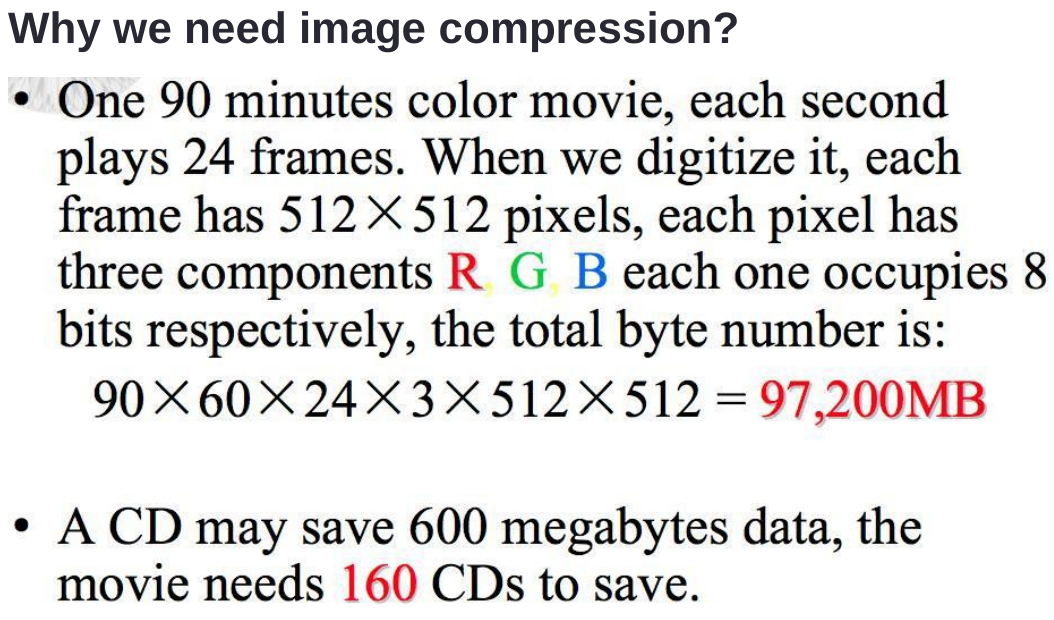 Why we need image compression?
• One 90 minutes color movie, each second
plays 24 frames. When we digitize it, each
frame has 512×512 pixels, each pixel has
three components R, G, B each one occupies 8
bits respectively, the total byte number is:
90×60×24×3×512×512 = 97,200MB
• A CD may save 600 megabytes data, the
movie needs 160 CDs to save.